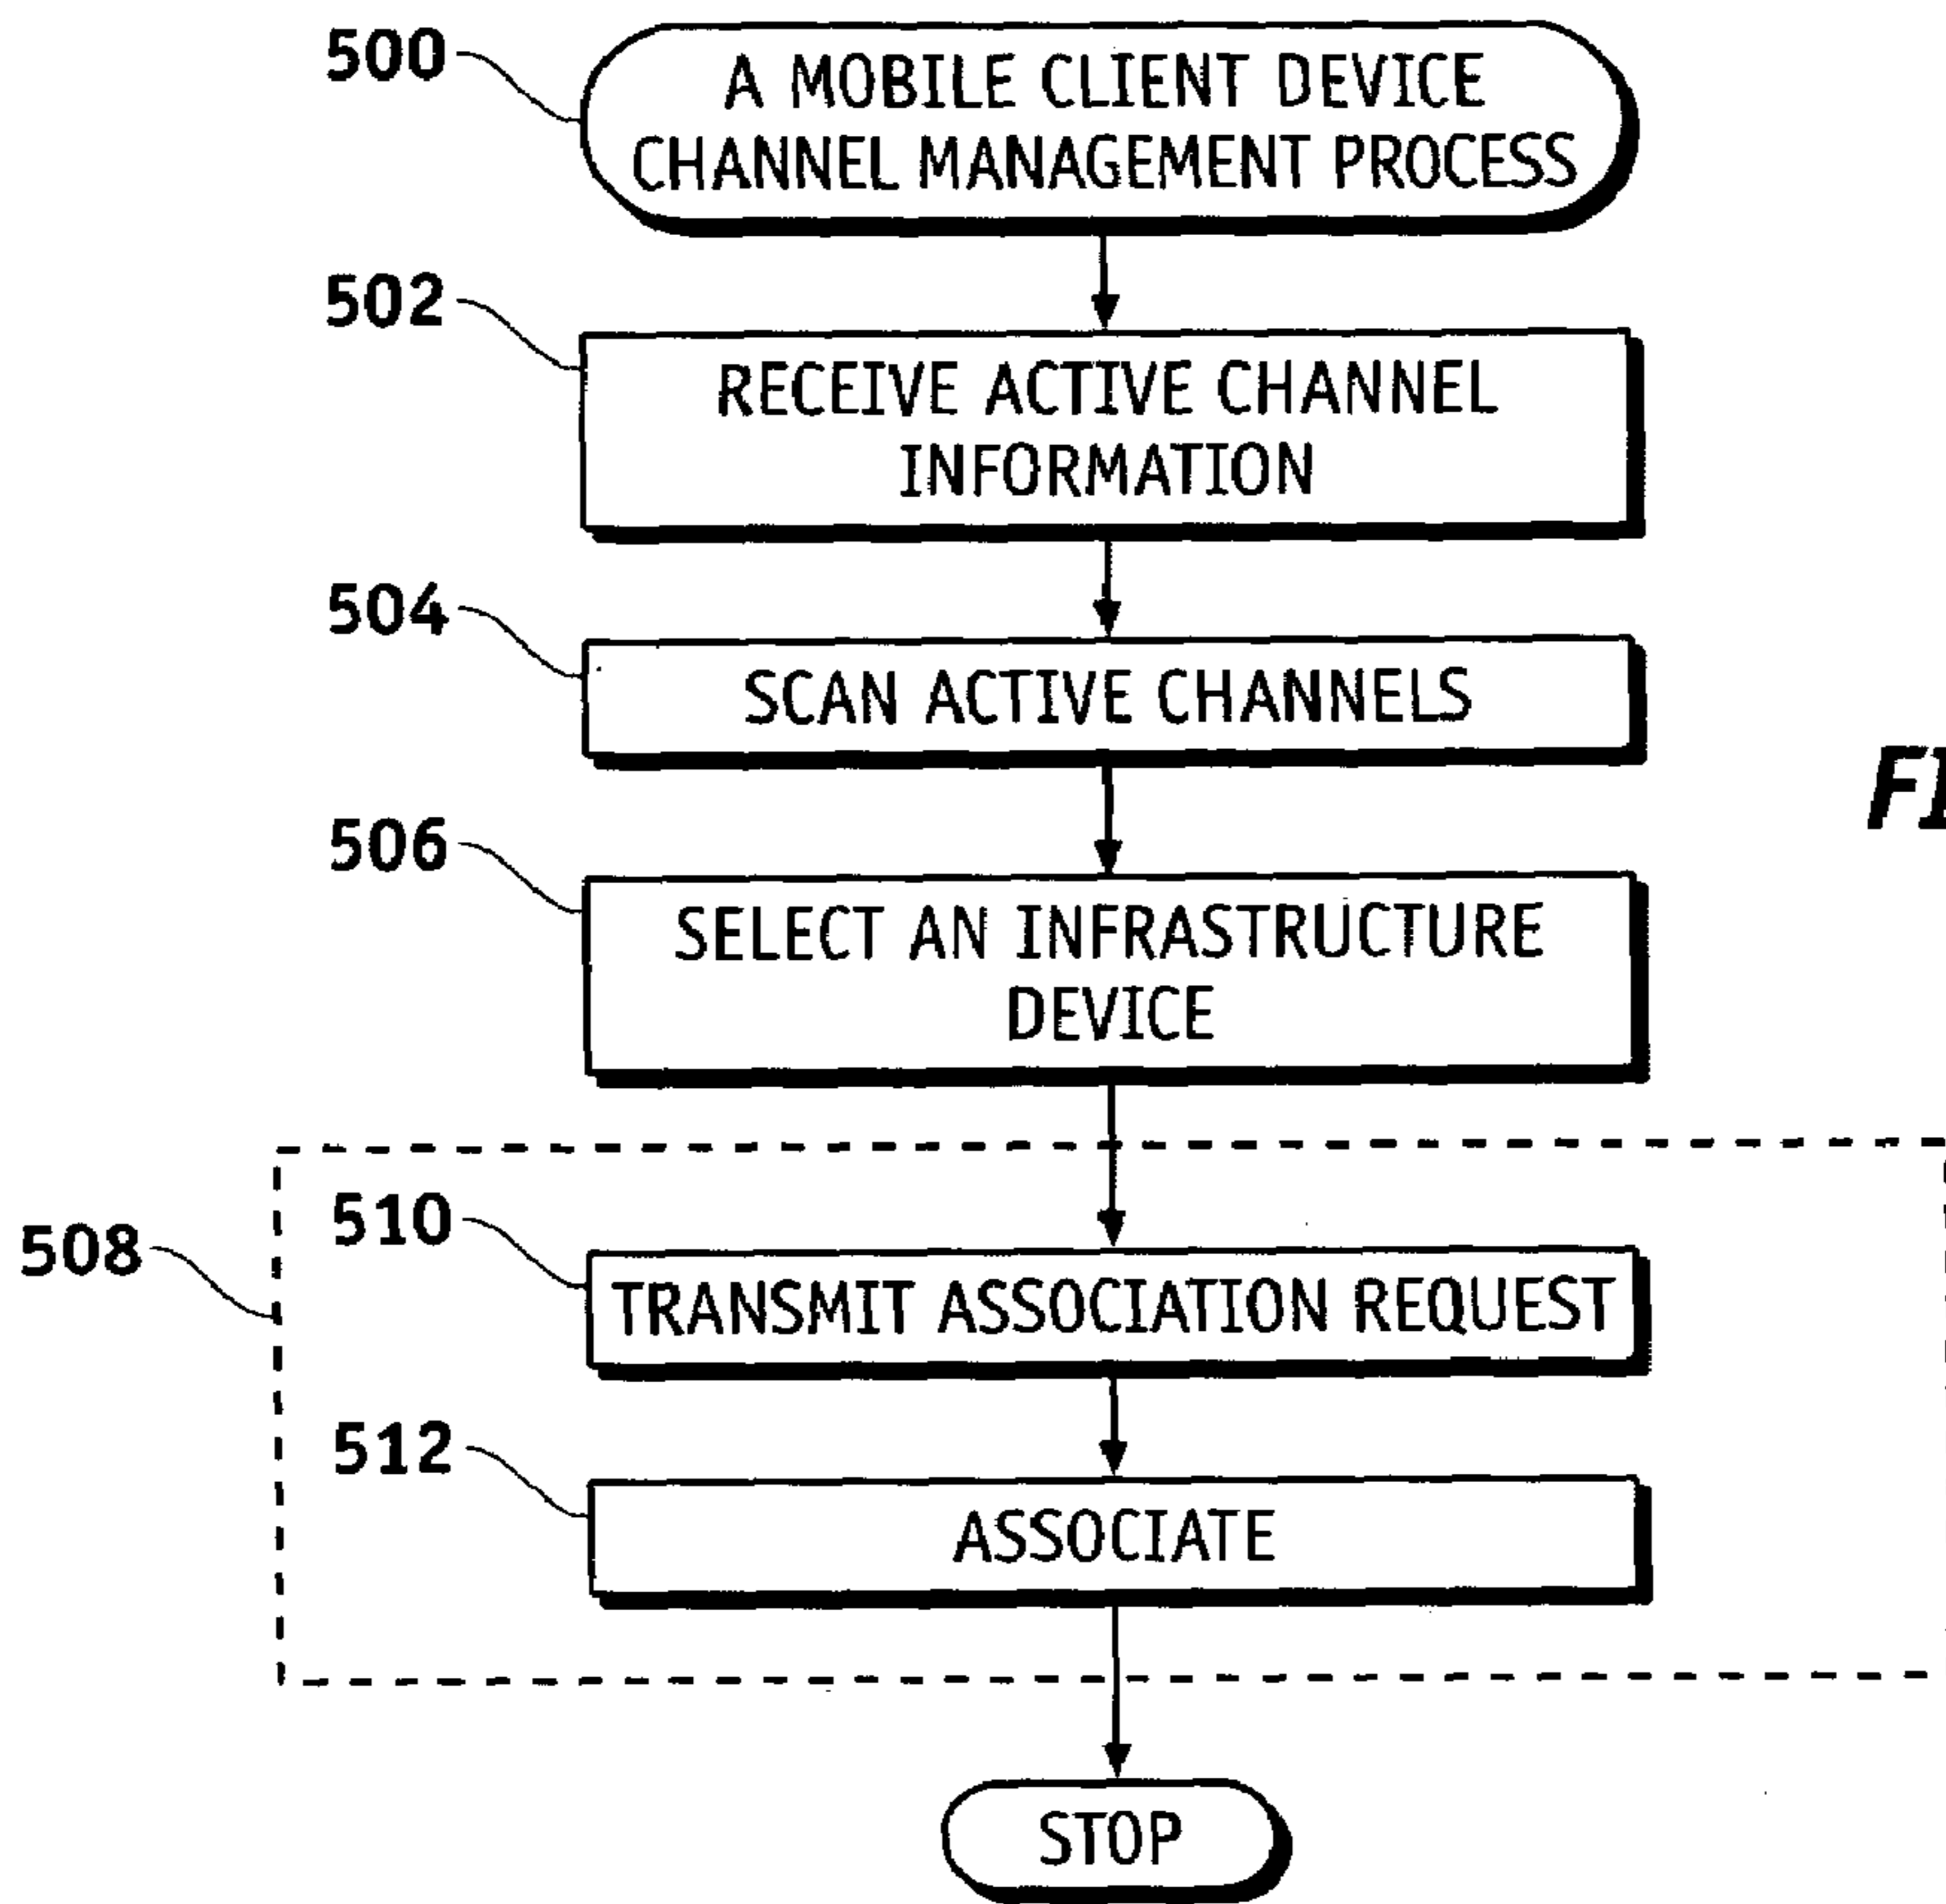 500
A MOBILE CLIENT DEVICE
CHANNEL MANAGEMENT PROCESS
502
RECEIVE ACTIVE CHANNEL
INFORMATION
504
SCAN ACTIVE CHANNELS
506
SELECT AN INFRASTRUCTURE
DEVICE
508
510
TRANSMIT ASSOCIATION REQUEST
512
ASSOCIATE
STOP